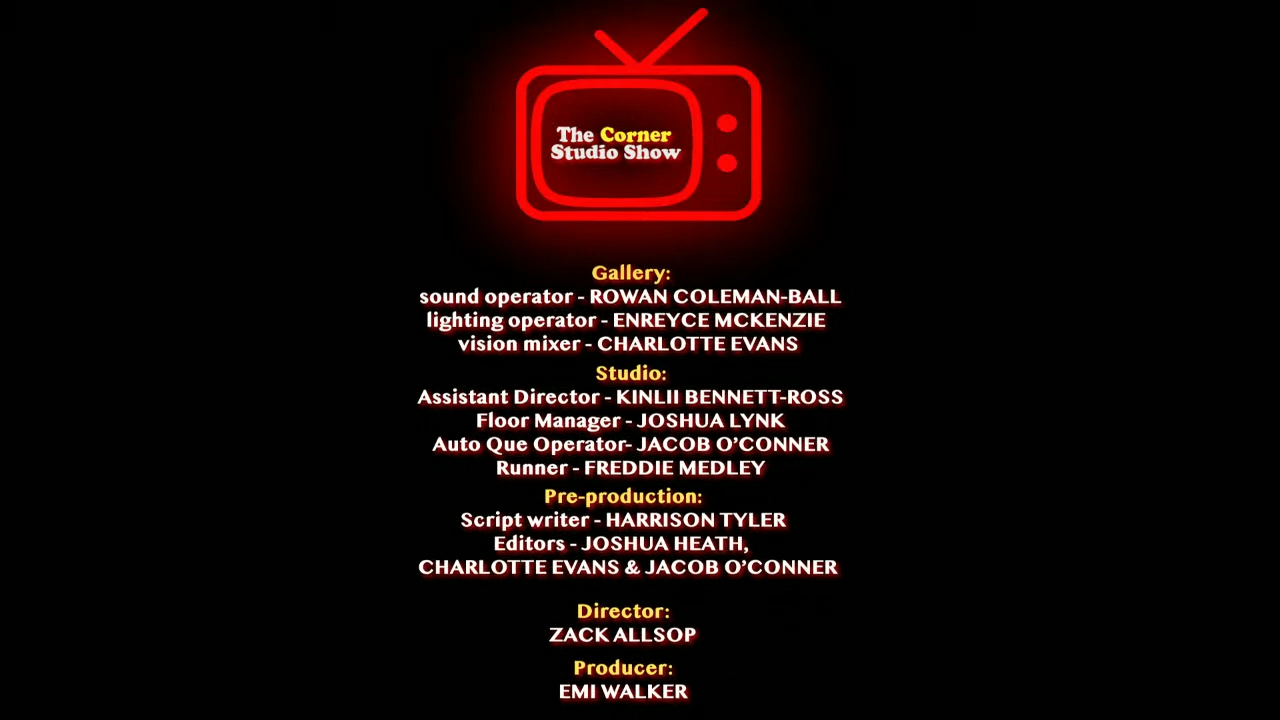 The Corner
Studio Show
Gallery:
sound operator - ROWAN COLEMAN-BALL
lighting operator - ENREYCE MCKENZIE
vision mixer - CHARLOTTE EVANS
Studio:
Assistant Director - KINLII BENNETT-ROSS
Floor Manager - JOSHUA LYNK
Auto Que Operator- JACOB O’CONNER
Runner - FREDDIE MEDLEY
Pre-production:
Script writer - HARRISON TYLER
Editors - JOSHUA HEATH,
CHARLOTTE EVANS & JACOB O’CONNER
Director:
ZACK ALLSOP
Producer:
EMI WALKER